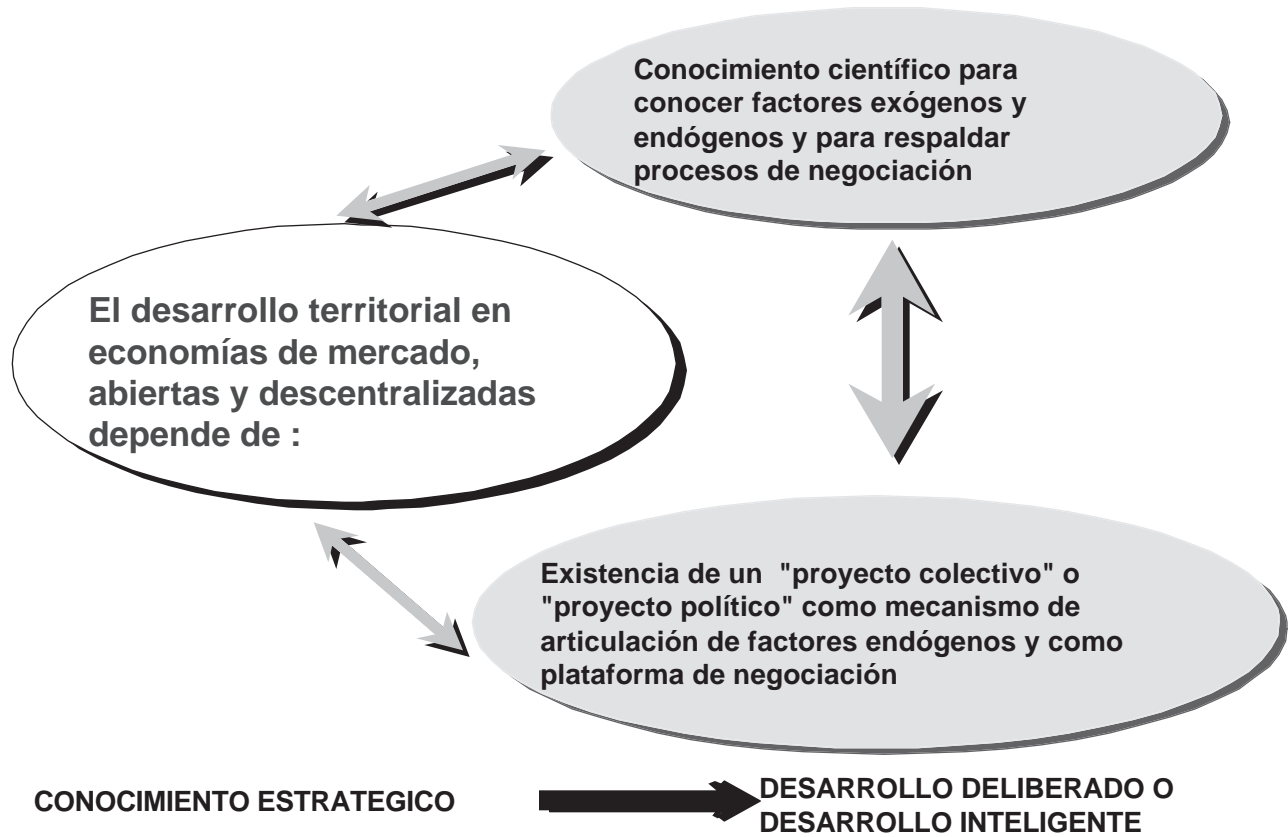 Conocimiento científico para
conocer factores exógenos y
endógenos y para respaldar
procesos de negociación
El desarrollo territorial en
economías de mercado,
abiertas y descentralizadas
depende de :
Existencia de un "proyecto colectivo" o
"proyecto político" como mecanismo de
articulación de factores endógenos y como
plataforma de negociación
CONOCIMIENTO ESTRATEGICO
DESARROLLO DELIBERADO O
DESARROLLO INTELIGENTE